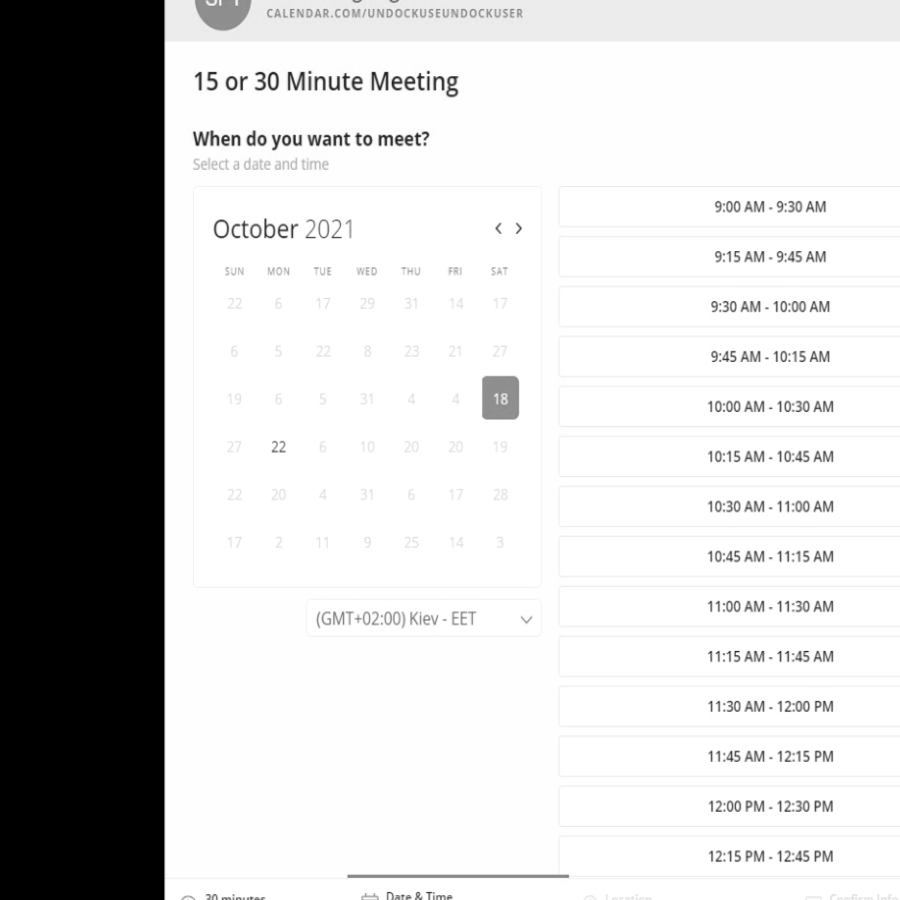 CALENDAR.COM/UNDOCKUSEUNDOCKUSER
15 or 30 Minute Meeting
When do you want to meet?
Select a date and time
October 2021
SUN MON TUE WED THU FRI SAT
22 6 17 29 31 14 17
6 5 22 8 23 21 27
19 6 5 31 4 4 18
27 22 6 10 20 20 19
22 20 4 31 6 17 28
17 2 11 9 25 14 3
(GMT+02:00) Kiev - EET
9:00 AM - 9:30 AM
9:15 AM - 9:45 AM
9:30 AM - 10:00 AM
9:45 AM - 10:15 AM
10:00 AM - 10:30 AM
10:15 AM - 10:45 AM
10:30 AM - 11:00 AM
10:45 AM - 11:15 AM
11:00 AM - 11:30 AM
11:15 AM - 11:45 AM
11:30 AM - 12:00 PM
11:45 AM - 12:15 PM
12:00 PM - 12:30 PM
12:15 PM - 12:45 PM
30 minutes Date & Time Location Confirm Info